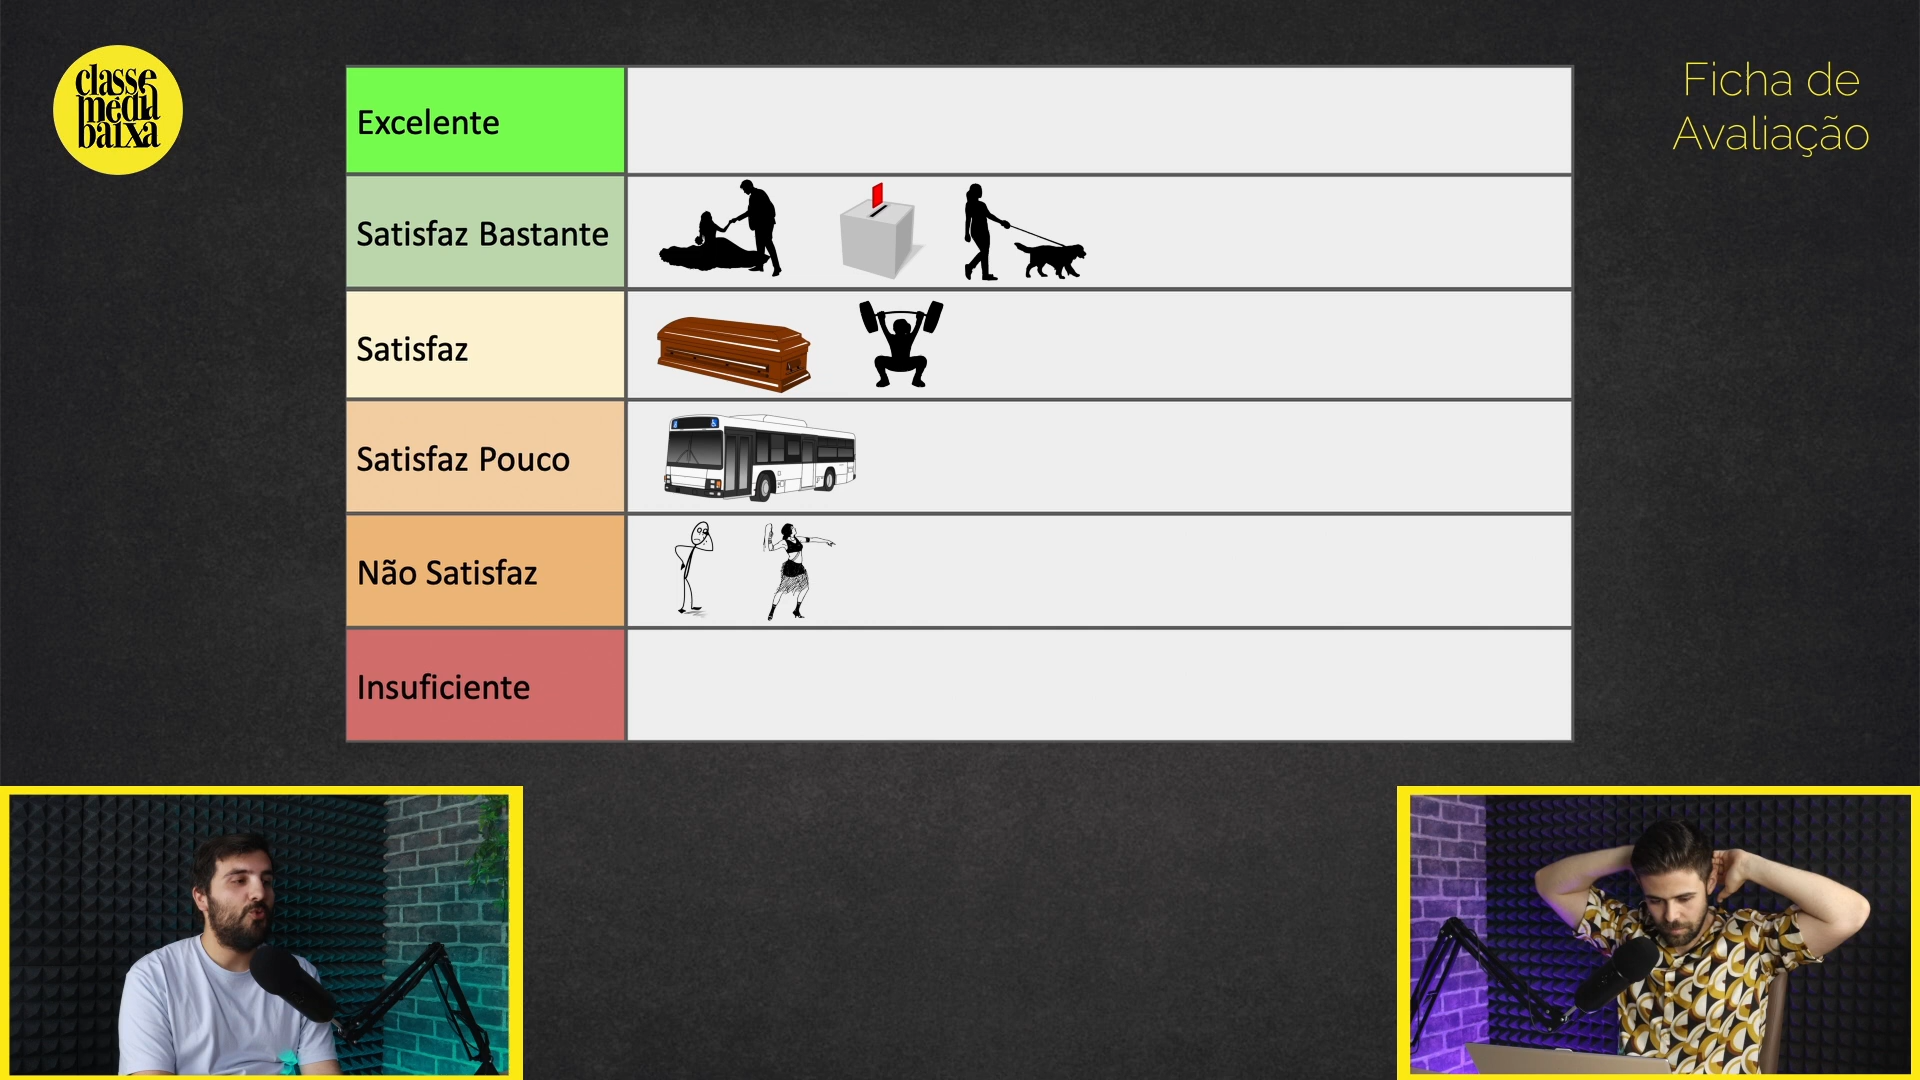 classe
média
baixa
Ficha de
Avaliação
Excelente
Satisfaz Bastante
Satisfaz
Satisfaz Pouco
Não Satisfaz
Insuficiente